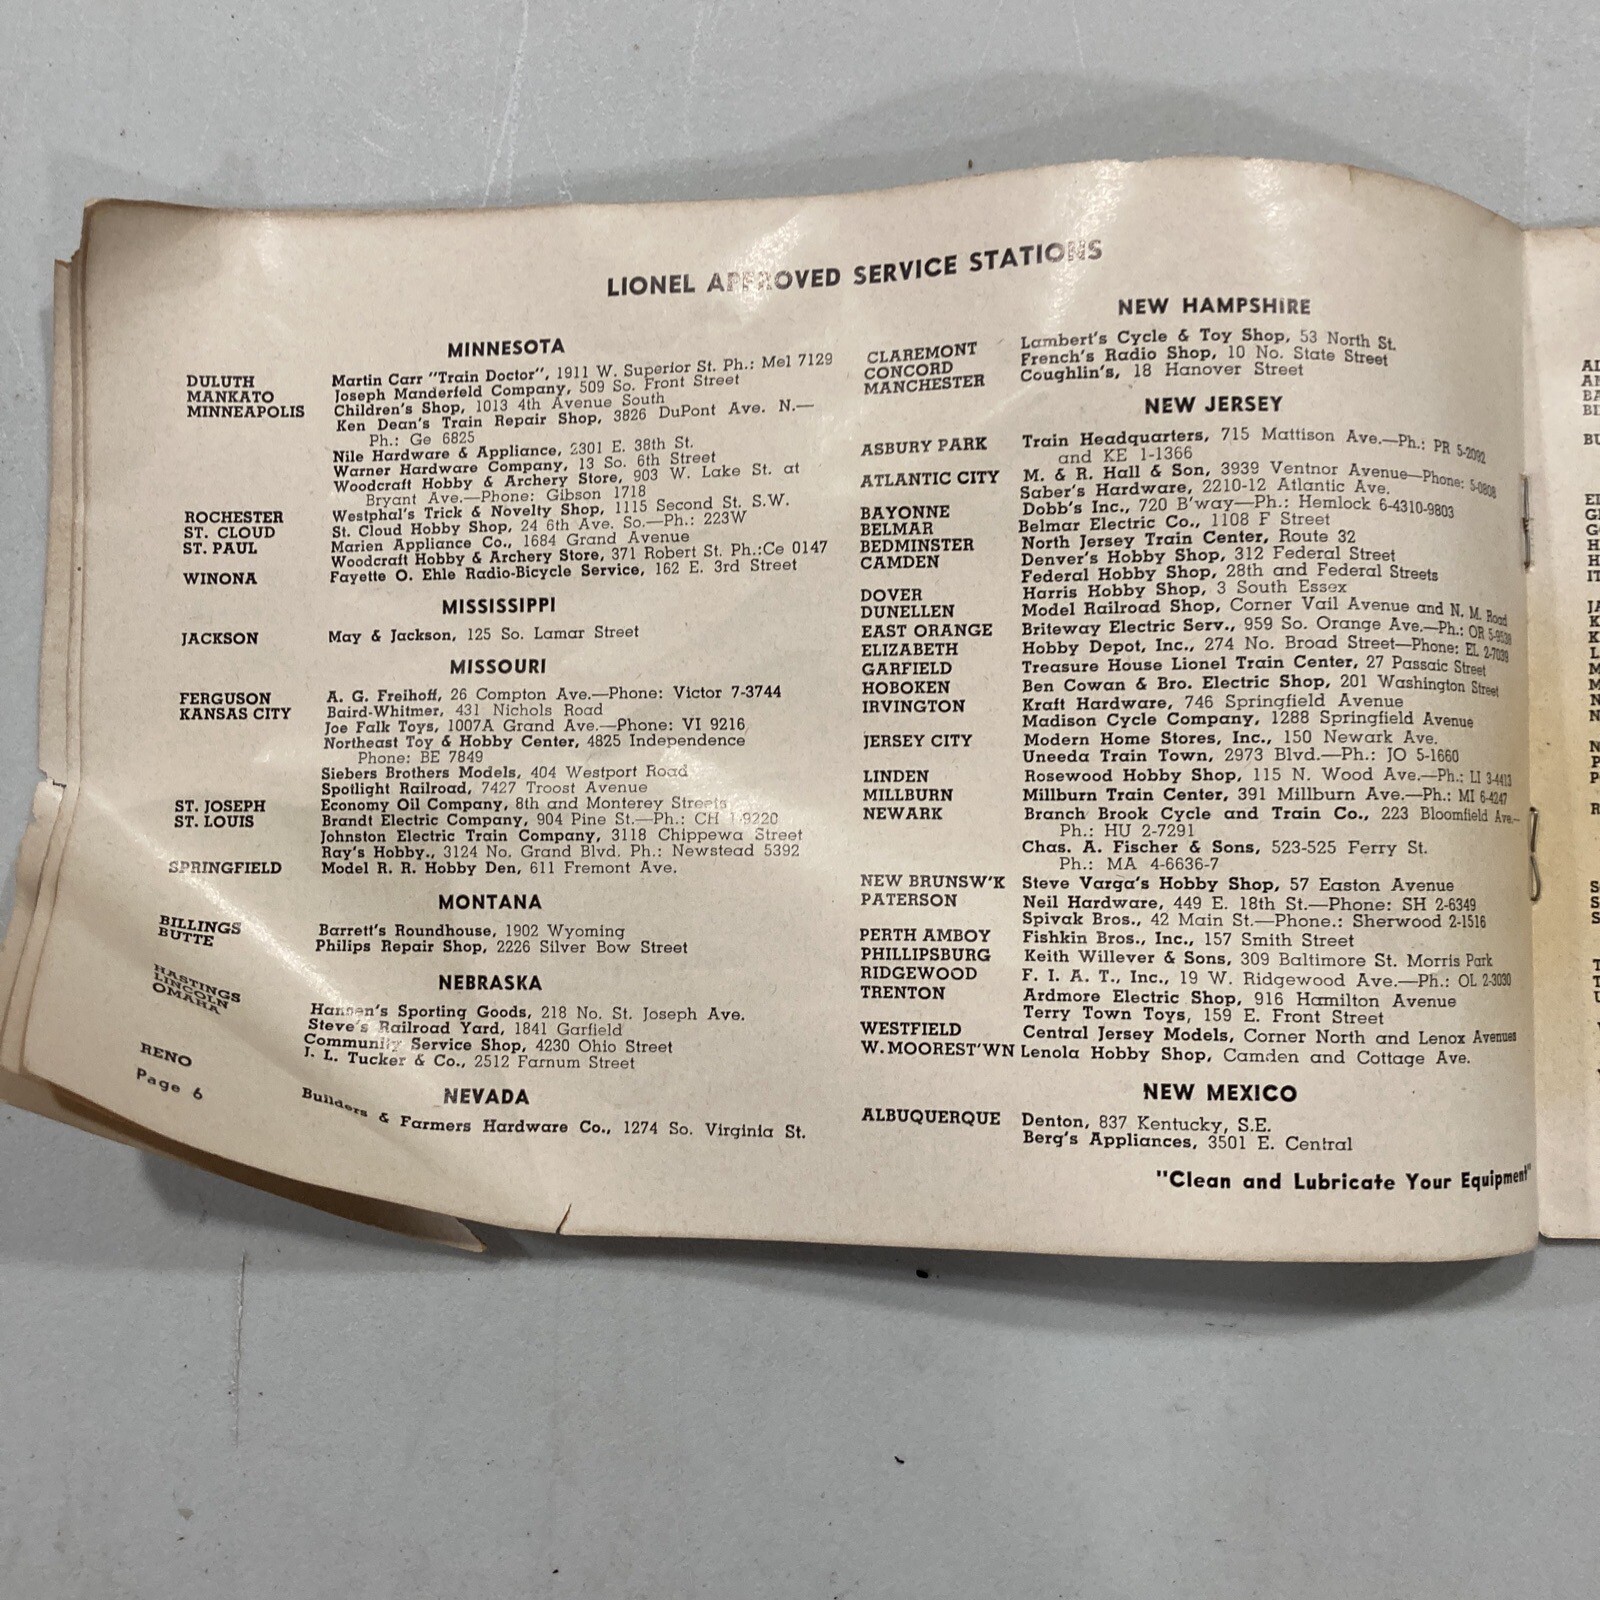 LIONEL APPROVED SERVICE STATIONS
MINNESOTA
DULUTH Martin Carr "Train Doctor", 1911 W. Superior St. Ph.: Mel 7129
MANKATO Joseph Manderfeld Company, 509 So. Front Street
MINNEAPOLIS Children's Shop, 1013 4th Avenue South
Ken Dean's Train Repair Shop, 3826 DuPont Ave. N.—
Ph.: Ge 6825
Nile Hardware & Appliance, 2301 E. 38th St.
Warner Hardware Company, 13 So. 6th Street
Woodcraft Hobby & Archery Store, 903 W. Lake St. at
Bryant Ave.—Phone: Gibson 1718
ROCHESTER Westphal's Trick & Novelty Shop, 1115 Second St. S.W.
ST. CLOUD St. Cloud Hobby Shop, 24 6th Ave. So.—Ph.: 223W
ST. PAUL Marien Appliance Co., 1684 Grand Avenue
Woodcraft Hobby & Archery Store, 371 Robert St. Ph.:Ce 0147
WINONA Fayette O. Ehle Radio-Bicycle Service, 162 E. 3rd Street
MISSISSIPPI
JACKSON May & Jackson, 125 So. Lamar Street
MISSOURI
FERGUSON A. G. Freihoff, 26 Compton Ave.—Phone: Victor 7-3744
KANSAS CITY Baird-Whitmer, 431 Nichols Road
Joe Falk Toys, 1007A Grand Ave.—Phone: VI 9216
Northeast Toy & Hobby Center, 4825 Independence
Phone: BE 7849
Siebers Brothers Models, 404 Westport Road
Spotlight Railroad, 7427 Troost Avenue
ST. JOSEPH Economy Oil Company, 8th and Monterey Streets
ST. LOUIS Brandt Electric Company, 904 Pine St.—Ph.: CH 1-9220
Johnston Electric Train Company, 3118 Chippewa Street
Ray's Hobby., 3124 No. Grand Blvd. Ph.: Newstead 5392
SPRINGFIELD Model R. R. Hobby Den, 611 Fremont Ave.
MONTANA
BILLINGS Barrett's Roundhouse, 1902 Wyoming
BUTTE Philips Repair Shop, 2226 Silver Bow Street
NEBRASKA
HASTINGS Hansen's Sporting Goods, 218 No. St. Joseph Ave.
LINCOLN Steve's Railroad Yard, 1841 Garfield
OMAHA Community Service Shop, 4230 Ohio Street
J. L. Tucker & Co., 2512 Farnum Street
NEVADA
RENO Builders & Farmers Hardware Co., 1274 So. Virginia St.
Page 6
NEW HAMPSHIRE
CLAREMONT Lambert's Cycle & Toy Shop, 53 North St.
CONCORD French's Radio Shop, 10 No. State Street
MANCHESTER Coughlin's, 18 Hanover Street
NEW JERSEY
ASBURY PARK Train Headquarters, 715 Mattison Ave.—Ph.: PR 5-2092
and KE 1-1366
ATLANTIC CITY M. & R. Hall & Son, 3939 Ventnor Avenue—Phone: 5-0808
Saber's Hardware, 2210-12 Atlantic Ave.
BAYONNE Dobb's Inc., 720 B'way—Ph.: Hemlock 6-4310-9803
BELMAR Belmar Electric Co., 1108 F Street
BEDMINSTER North Jersey Train Center, Route 32
CAMDEN Denver's Hobby Shop, 312 Federal Street
Federal Hobby Shop, 28th and Federal Streets
DOVER Harris Hobby Shop, 3 South Essex
DUNELLEN Model Railroad Shop, Corner Vail Avenue and N. M. Road
EAST ORANGE Briteway Electric Serv., 959 So. Orange Ave.—Ph.: OR
ELIZABETH Hobby Depot, Inc., 274 No. Broad Street—Phone: EL 2-7039
GARFIELD Treasure House Lionel Train Center, 27 Passaic Street
HOBOKEN Ben Cowan & Bro. Electric Shop, 201 Washington Street
IRVINGTON Kraft Hardware, 746 Springfield Avenue
Madison Cycle Company, 1288 Springfield Avenue
JERSEY CITY Modern Home Stores, Inc., 150 Newark Ave.
Uneeda Train Town, 2973 Blvd.—Ph.: JO 5-1660
LINDEN Rosewood Hobby Shop, 115 N. Wood Ave.—Ph.: LI 3-4413
MILLBURN Millburn Train Center, 391 Millburn Ave.—Ph.: MI 6-4247
NEWARK Branch Brook Cycle and Train Co., 223 Bloomfield Ave.—
Ph.: HU 2-7291
Chas. A. Fischer & Sons, 523-525 Ferry St.
Ph.: MA 4-6636-7
NEW BRUNSW'K Steve Varga's Hobby Shop, 57 Easton Avenue
PATERSON Neil Hardware, 449 E. 18th St.—Phone: SH 2-6349
Spivak Bros., 42 Main St.—Phone.: Sherwood 2-1516
PERTH AMBOY Fishkin Bros., Inc., 157 Smith Street
PHILLIPSBURG Keith Willever & Sons, 309 Baltimore St. Morris Park
RIDGEWOOD F. I. A. T., Inc., 19 W. Ridgewood Ave.—Ph.: OL 2-3030
TRENTON Ardmore Electric Shop, 916 Hamilton Avenue
Terry Town Toys, 159 E. Front Street
WESTFIELD Central Jersey Models, Corner North and Lenox Avenues
W. MOOREST'WN Lenola Hobby Shop, Camden and Cottage Ave.
NEW MEXICO
ALBUQUERQUE Denton, 837 Kentucky, S.E.
Berg's Appliances, 3501 E. Central
"Clean and Lubricate Your Equipment"